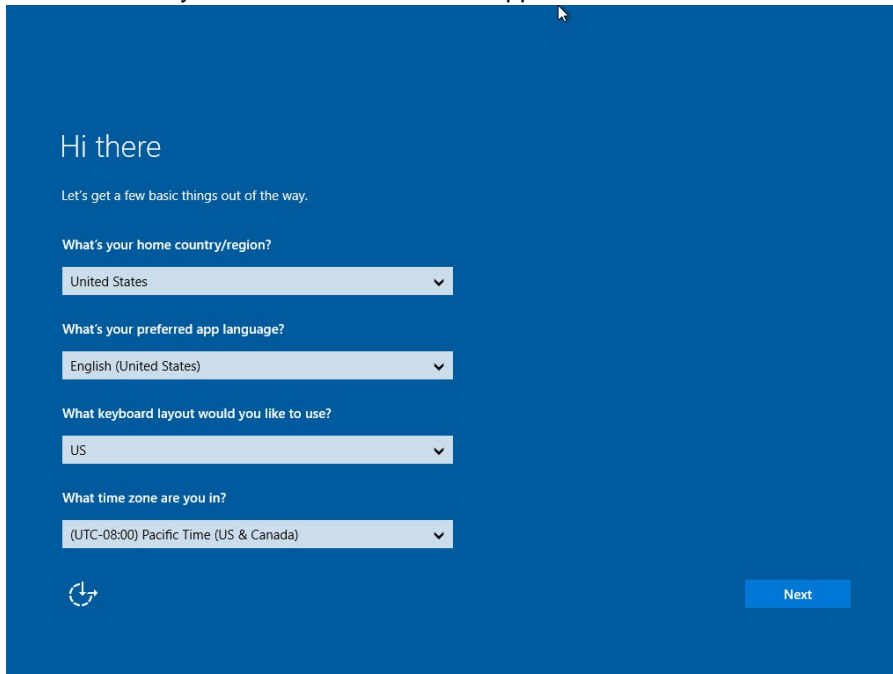 Hi there
Let's get a few basic things out of the way.
What's your home country/region?
United States
What's your preferred app language?
English (United States)
What keyboard layout would you like to use?
US
What time zone are you in?
(UTC-08:00) Pacific Time (US & Canada)
Next